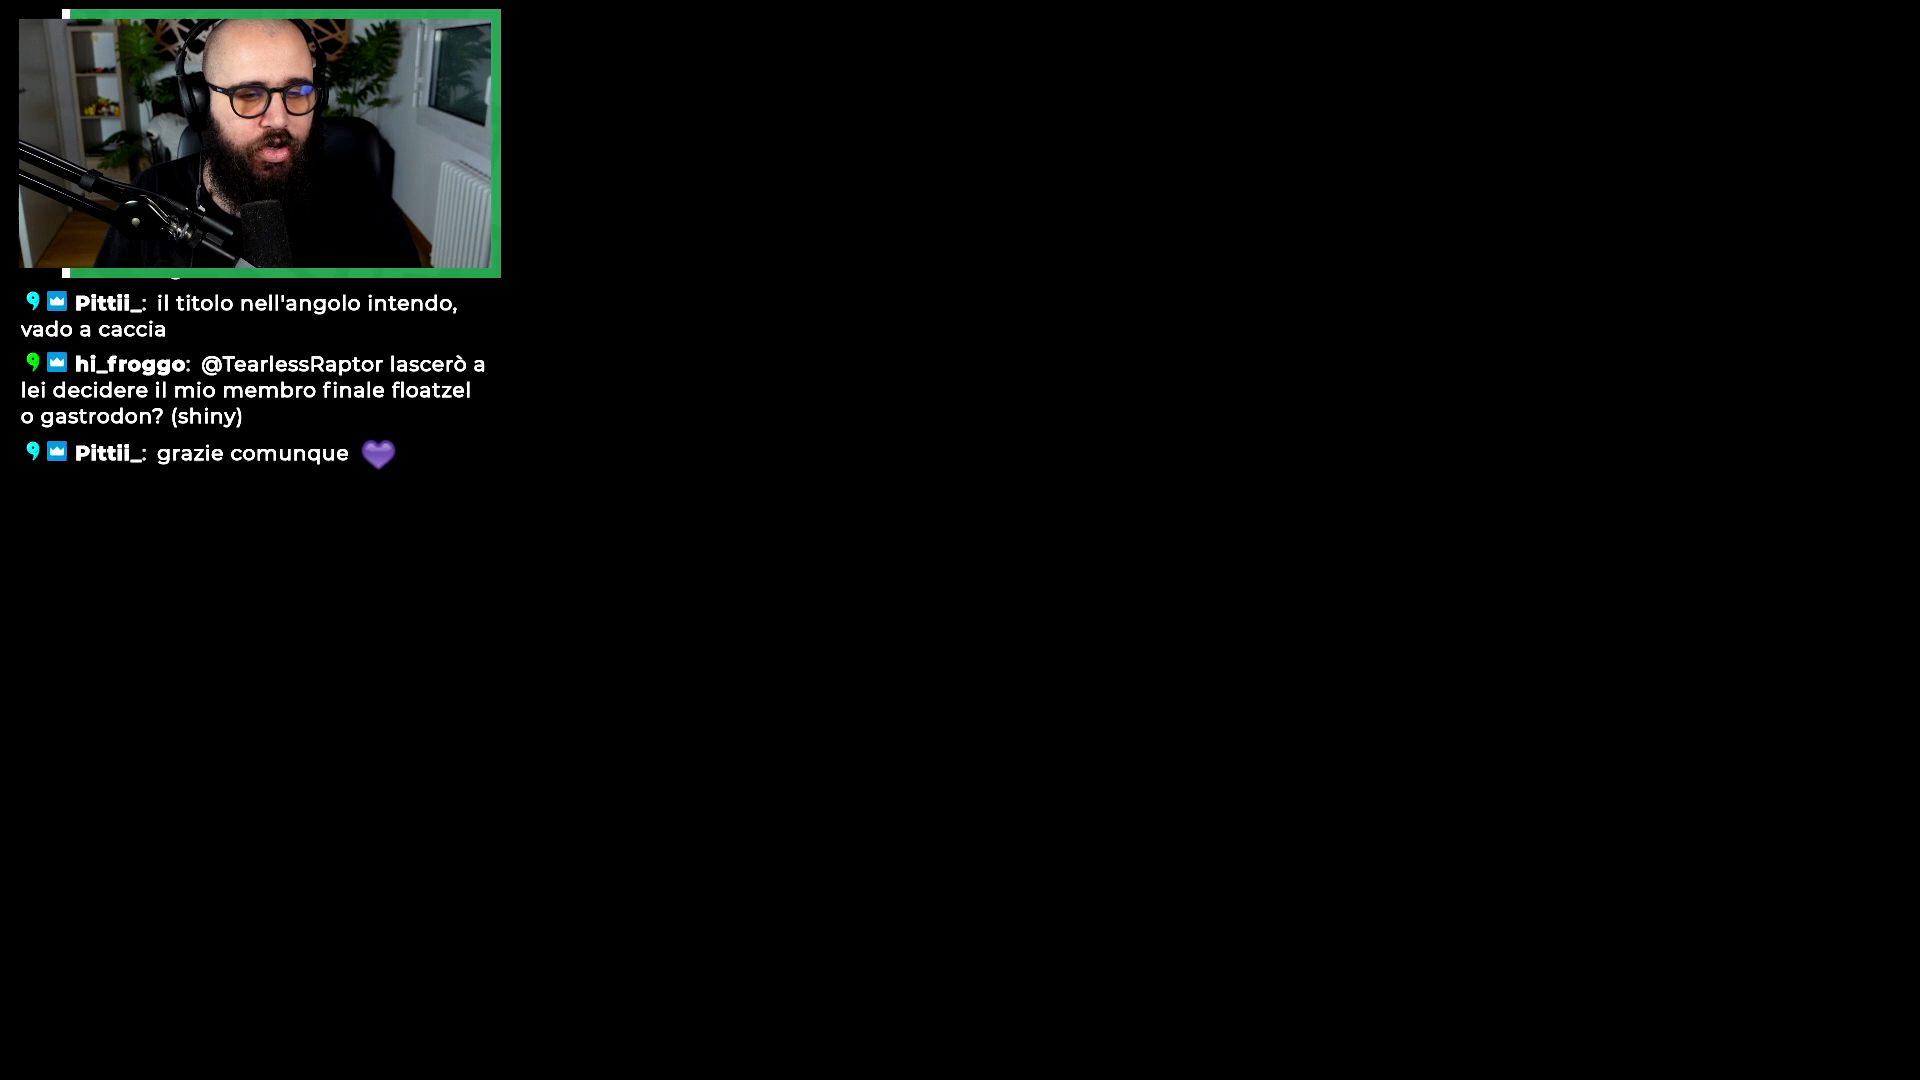 Pittii_: il titolo nell'angolo intendo,
vado a caccia
hi_froggo: @TearlessRaptor lascerò a
lei decidere il mio membro finale floatzel
o gastrodon? (shiny)
Pittii_: grazie comunque